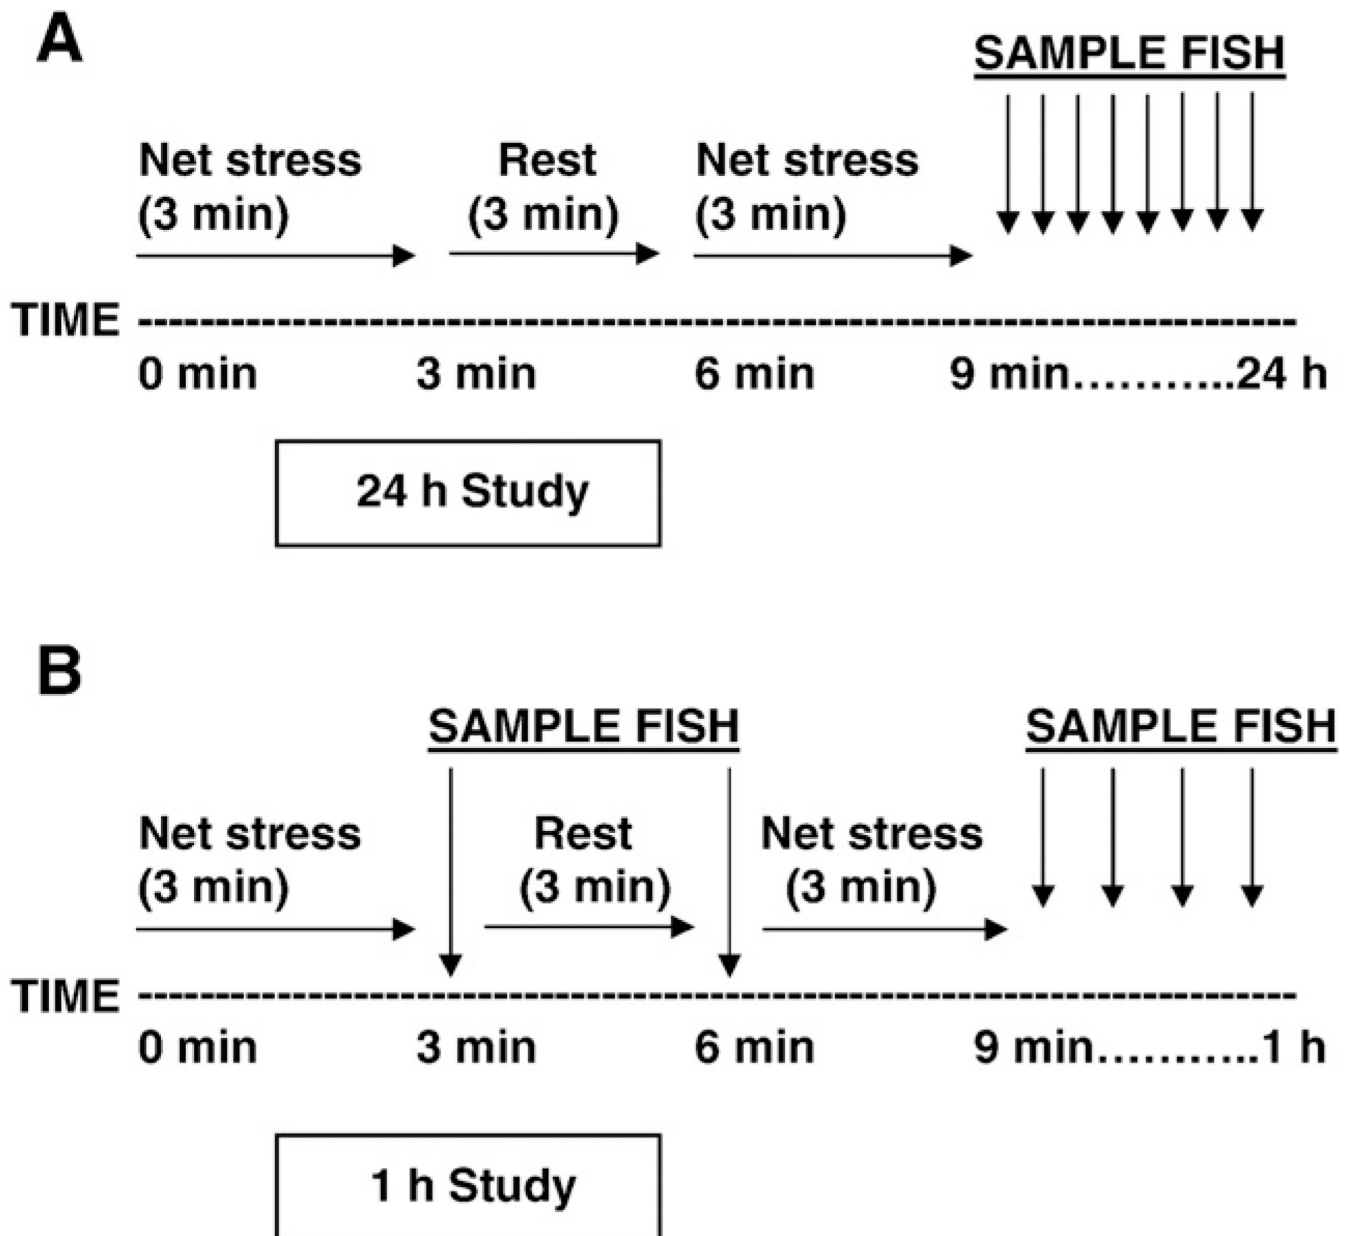 A
SAMPLE FISH
Net stress Rest Net stress
(3 min) (3 min) (3 min)
TIME
0 min 3 min 6 min 9 min...........24 h
24 h Study
B
SAMPLE FISH SAMPLE FISH
Net stress Rest Net stress
(3 min) (3 min) (3 min)
TIME
0 min 3 min 6 min 9 min...........1 h
1 h Study